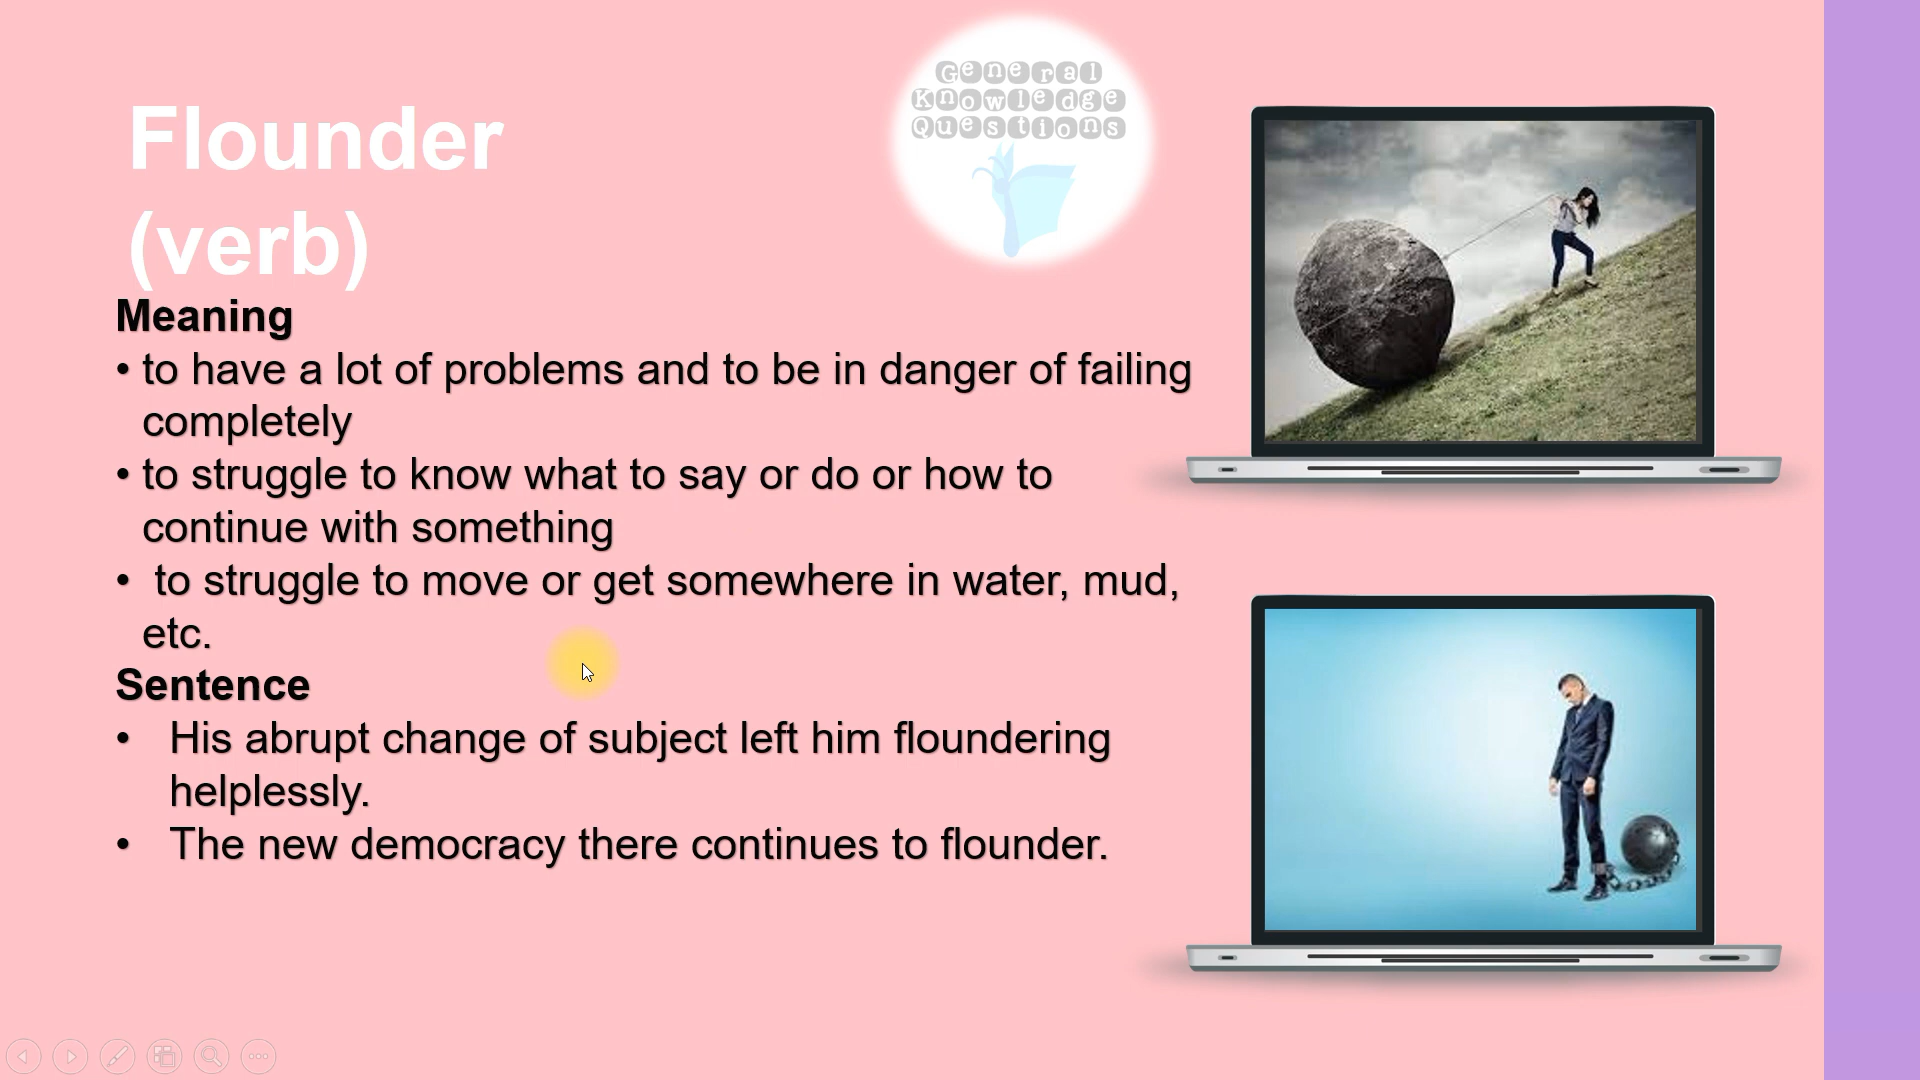 General
Knowledge
Questions
Flounder
(verb)
Meaning
• to have a lot of problems and to be in danger of failing
completely
• to struggle to know what to say or do or how to
continue with something
• to struggle to move or get somewhere in water, mud,
etc.
Sentence
• His abrupt change of subject left him floundering
helplessly.
• The new democracy there continues to flounder.